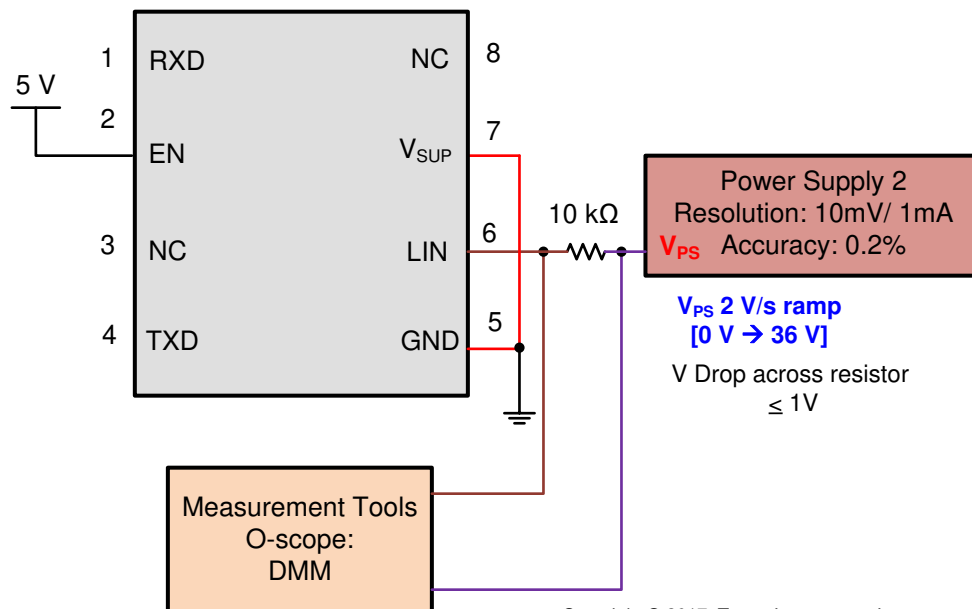 1
RXD
NC
8
5 V
2
EN
7
VSUP
3
NC
6
LIN
10 kΩ
4
TXD
5
GND
Power Supply 2
Resolution: 10mV/ 1mA
VPS Accuracy: 0.2%
VPS 2 V/s ramp
[0 V → 36 V]
V Drop across resistor
≤ 1V
Measurement Tools
O-scope:
DMM